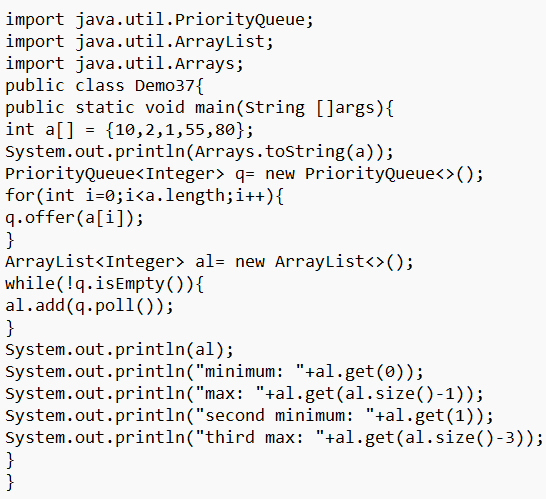 import java.util.PriorityQueue;
import java.util.ArrayList;
import java.util.Arrays;
public class Demo37{
public static void main(String []args){
int a[] = {10,2,1,55,80};
System.out.println(Arrays.toString(a));
PriorityQueue<Integer> q= new PriorityQueue<>();
for(int i=0;i<a.length;i++){
q.offer(a[i]);
}
ArrayList<Integer> al= new ArrayList<>();
while(!q.isEmpty()){
al.add(q.poll());
}
System.out.println(al);
System.out.println("minimum: "+al.get(0));
System.out.println("max: "+al.get(al.size()-1));
System.out.println("second minimum: "+al.get(1));
System.out.println("third max: "+al.get(al.size()-3));
}
}